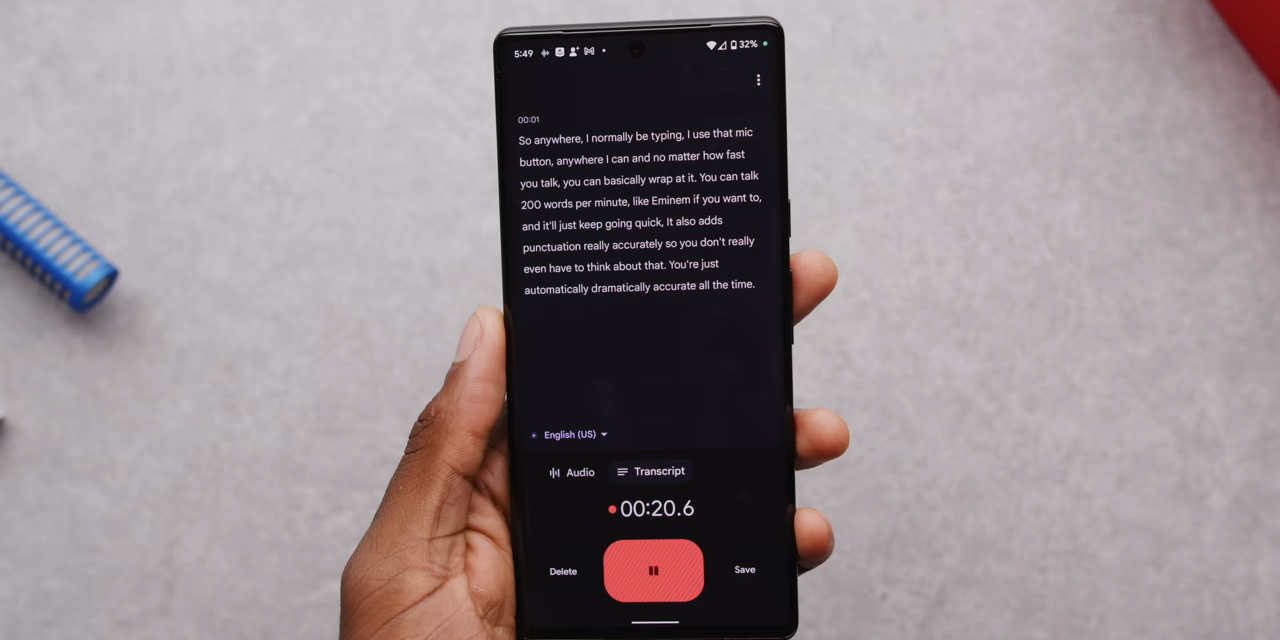 5:49
32%
00:01
So anywhere, I normally be typing, I use that mic
button, anywhere I can and no matter how fast
you talk, you can basically wrap at it. You can talk
200 words per minute, like Eminem if you want to,
and it'll just keep going quick, It also adds
punctuation really accurately so you don't really
even have to think about that. You're just
automatically dramatically accurate all the time.
English (US)
Audio Transcript
00:20.6
Delete Save